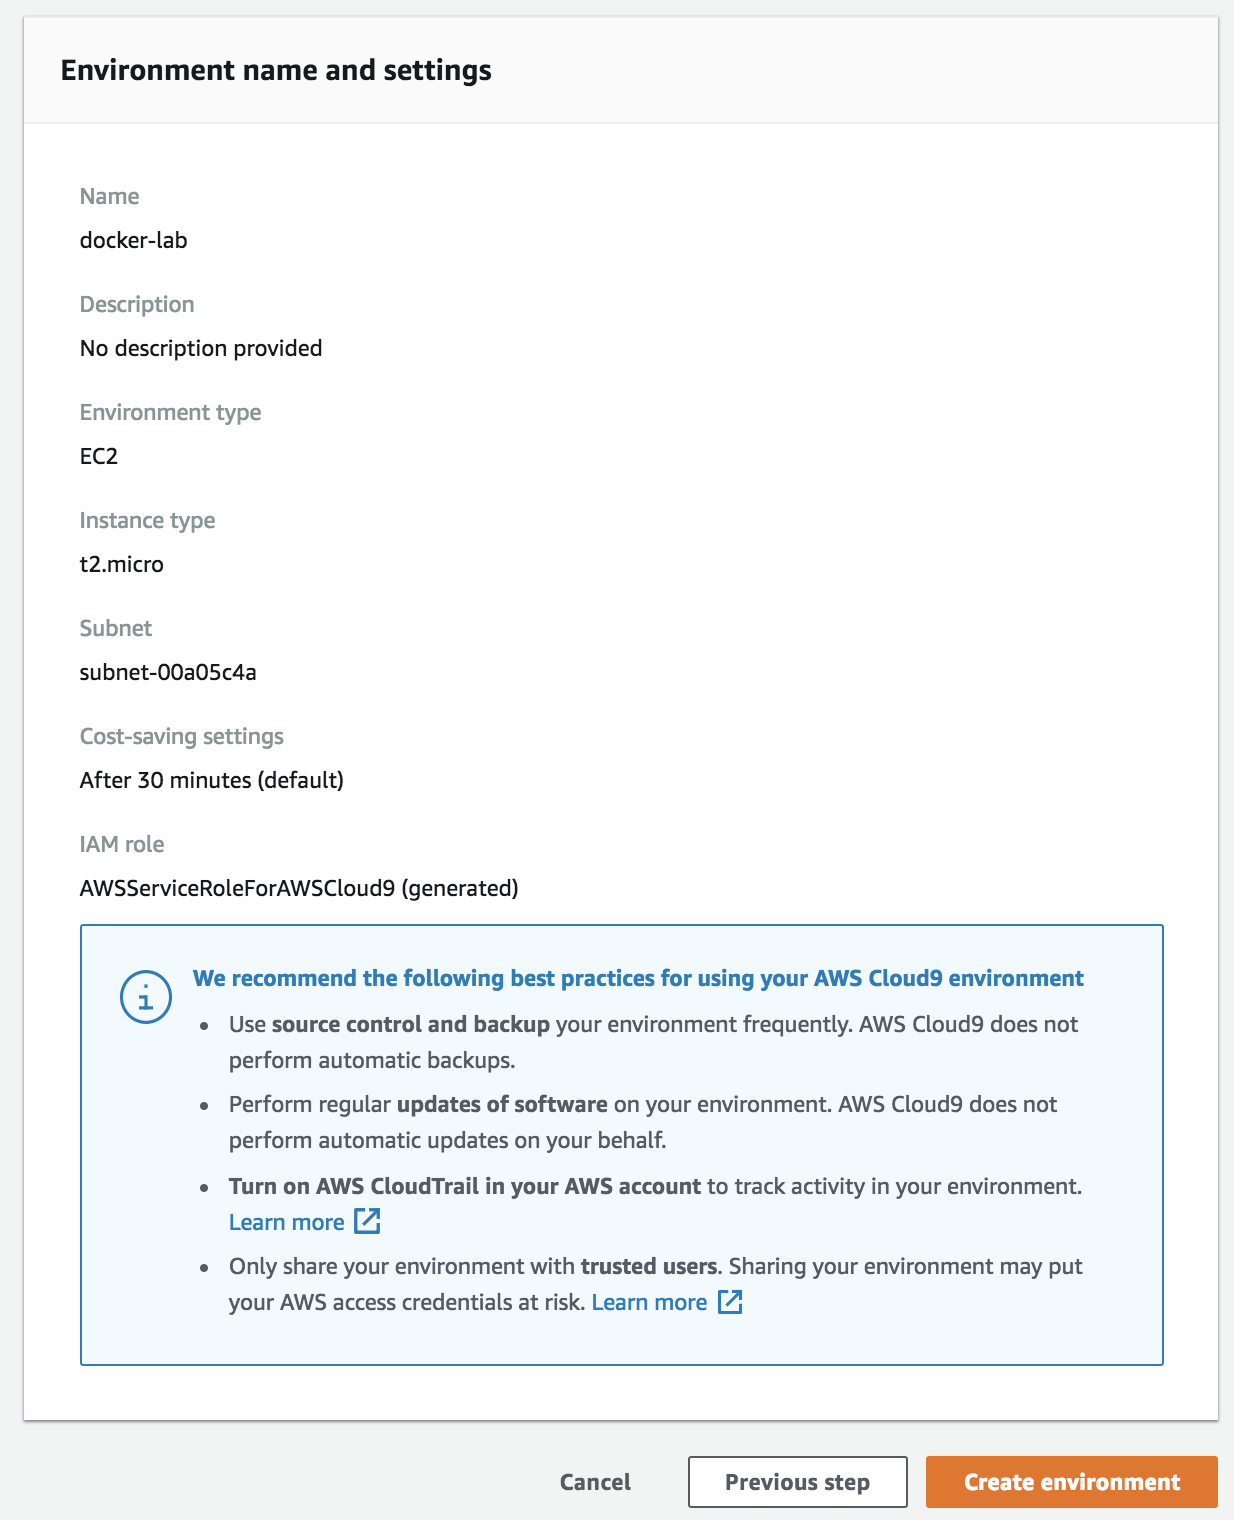 Environment name and settings
Name
docker-lab
Description
No description provided
Environment type
EC2
Instance type
t2.micro
Subnet
subnet-00a05c4a
Cost-saving settings
After 30 minutes (default)
IAM role
AWSServiceRoleForAWSCloud9 (generated)
We recommend the following best practices for using your AWS Cloud9 environment
• Use source control and backup your environment frequently. AWS Cloud9 does not
perform automatic backups.
• Perform regular updates of software on your environment. AWS Cloud9 does not
perform automatic updates on your behalf.
• Turn on AWS CloudTrail in your AWS account to track activity in your environment.
Learn more
• Only share your environment with trusted users. Sharing your environment may put
your AWS access credentials at risk. Learn more
Cancel Previous step Create environment